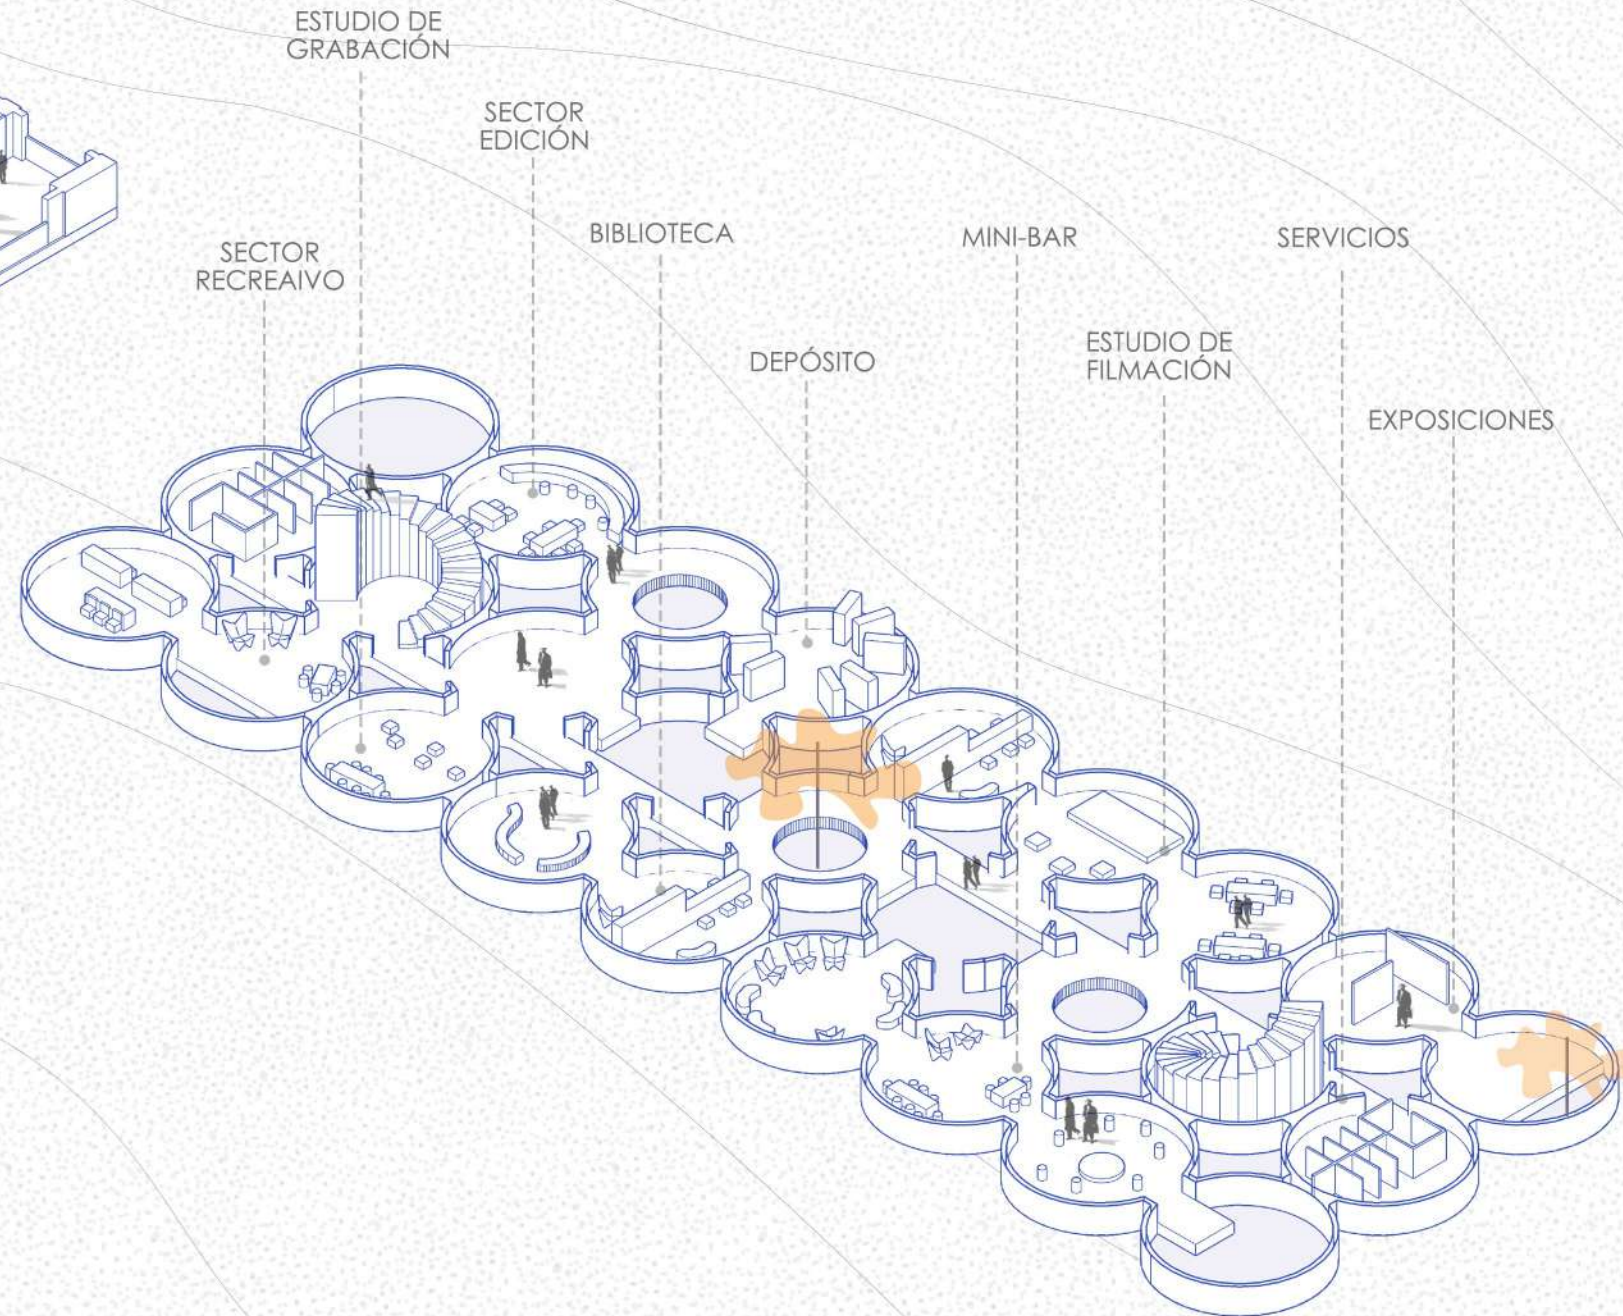 ESTUDIO DE
GRABACIÓN
SECTOR
EDICIÓN
BIBLIOTECA
MINI-BAR
SERVICIOS
SECTOR
RECREAIVO
ESTUDIO DE
FILMACIÓN
DEPÓSITO
EXPOSICIONES